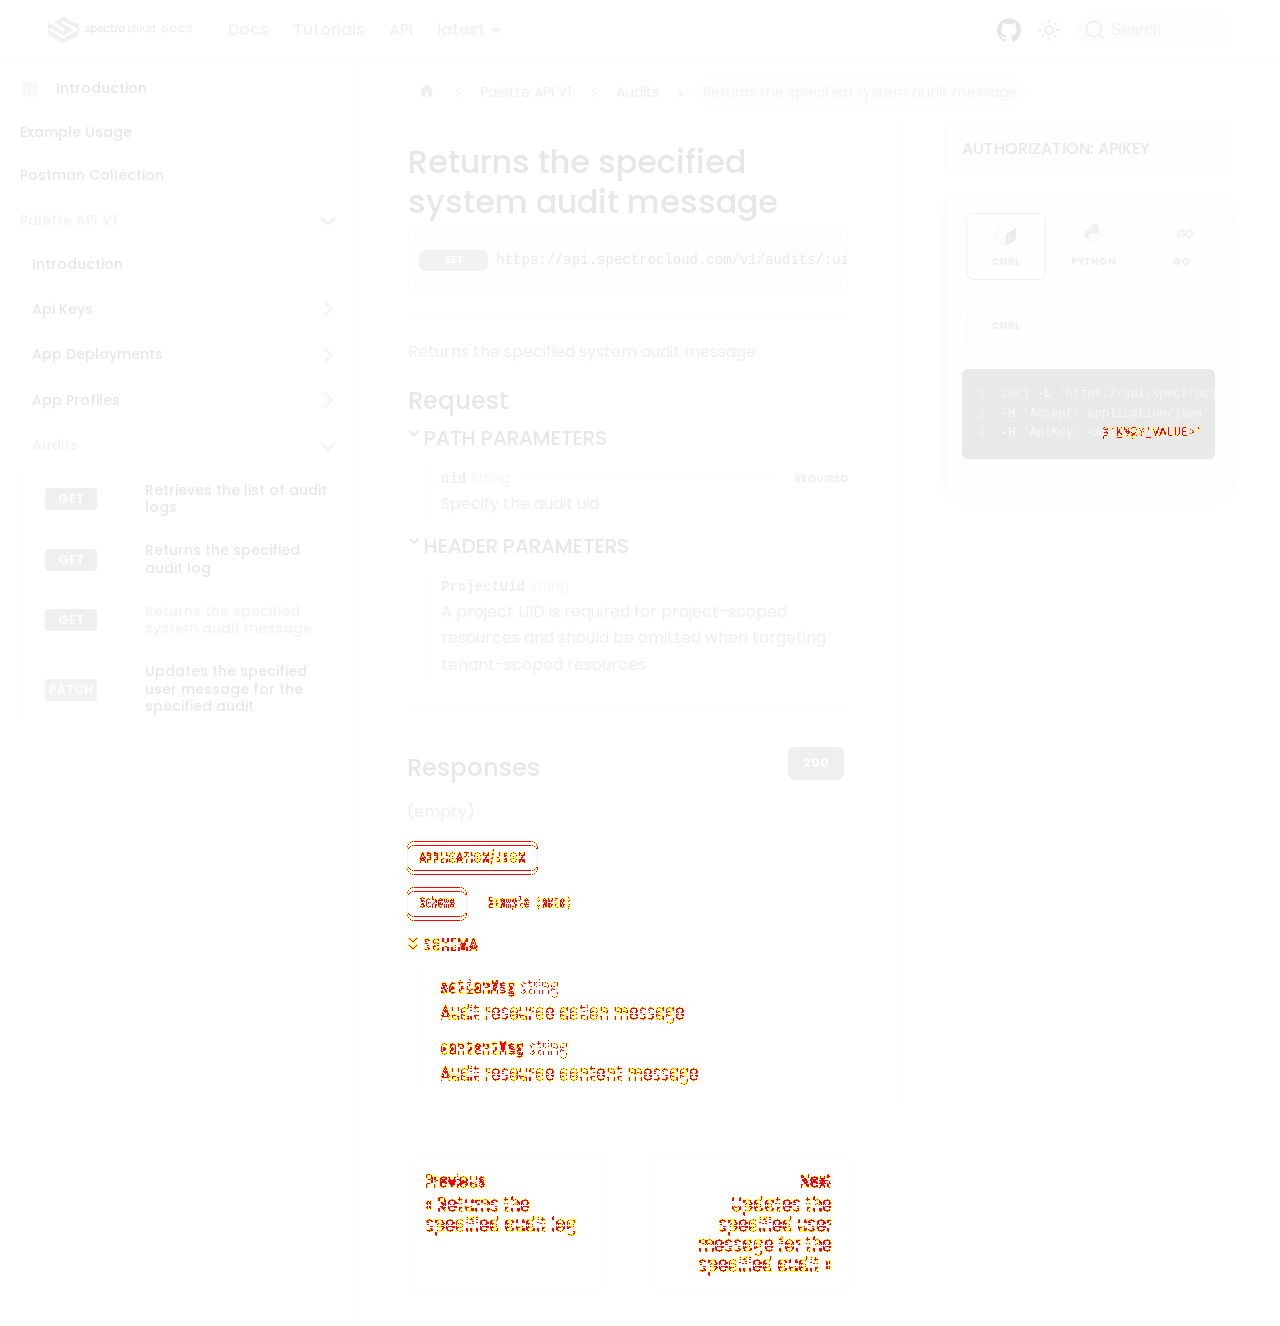 spectro cloud DOCS
Docs Tutorials API latest
Search
Introduction
Example Usage
Postman Collection
Palette API V1
Introduction
Api Keys
App Deployments
App Profiles
Audits
GET Retrieves the list of audit
logs
GET Returns the specified
audit log
GET Returns the specified
system audit message
PATCH Updates the specified
user message for the
specified audit
Palette API V1 > Audits > Returns the specified system audit message
Returns the specified
system audit message
GET https://api.spectrocloud.com/v1/audits/:ui
Returns the specified system audit message
Request
PATH PARAMETERS
uid string REQUIRED
Specify the audit uid
HEADER PARAMETERS
ProjectUid string
A project UID is required for project-scoped
resources and should be omitted when targeting
tenant-scoped resources
Responses
200
(empty)
APPLICATION/JSON
Schema Example (auto)
SCHEMA
actionMsg string
Audit resource action message
contentMsg string
Audit resource content message
Previous
« Returns the
specified audit log
Next
Updates the
specified user
message for the
specified audit »
AUTHORIZATION: APIKEY
GO
CURL PYTHON GO
CURL
1 curl -L 'https://api.spectrocl
2 -H 'Accept: application/json'
3 -H 'ApiKey: <A